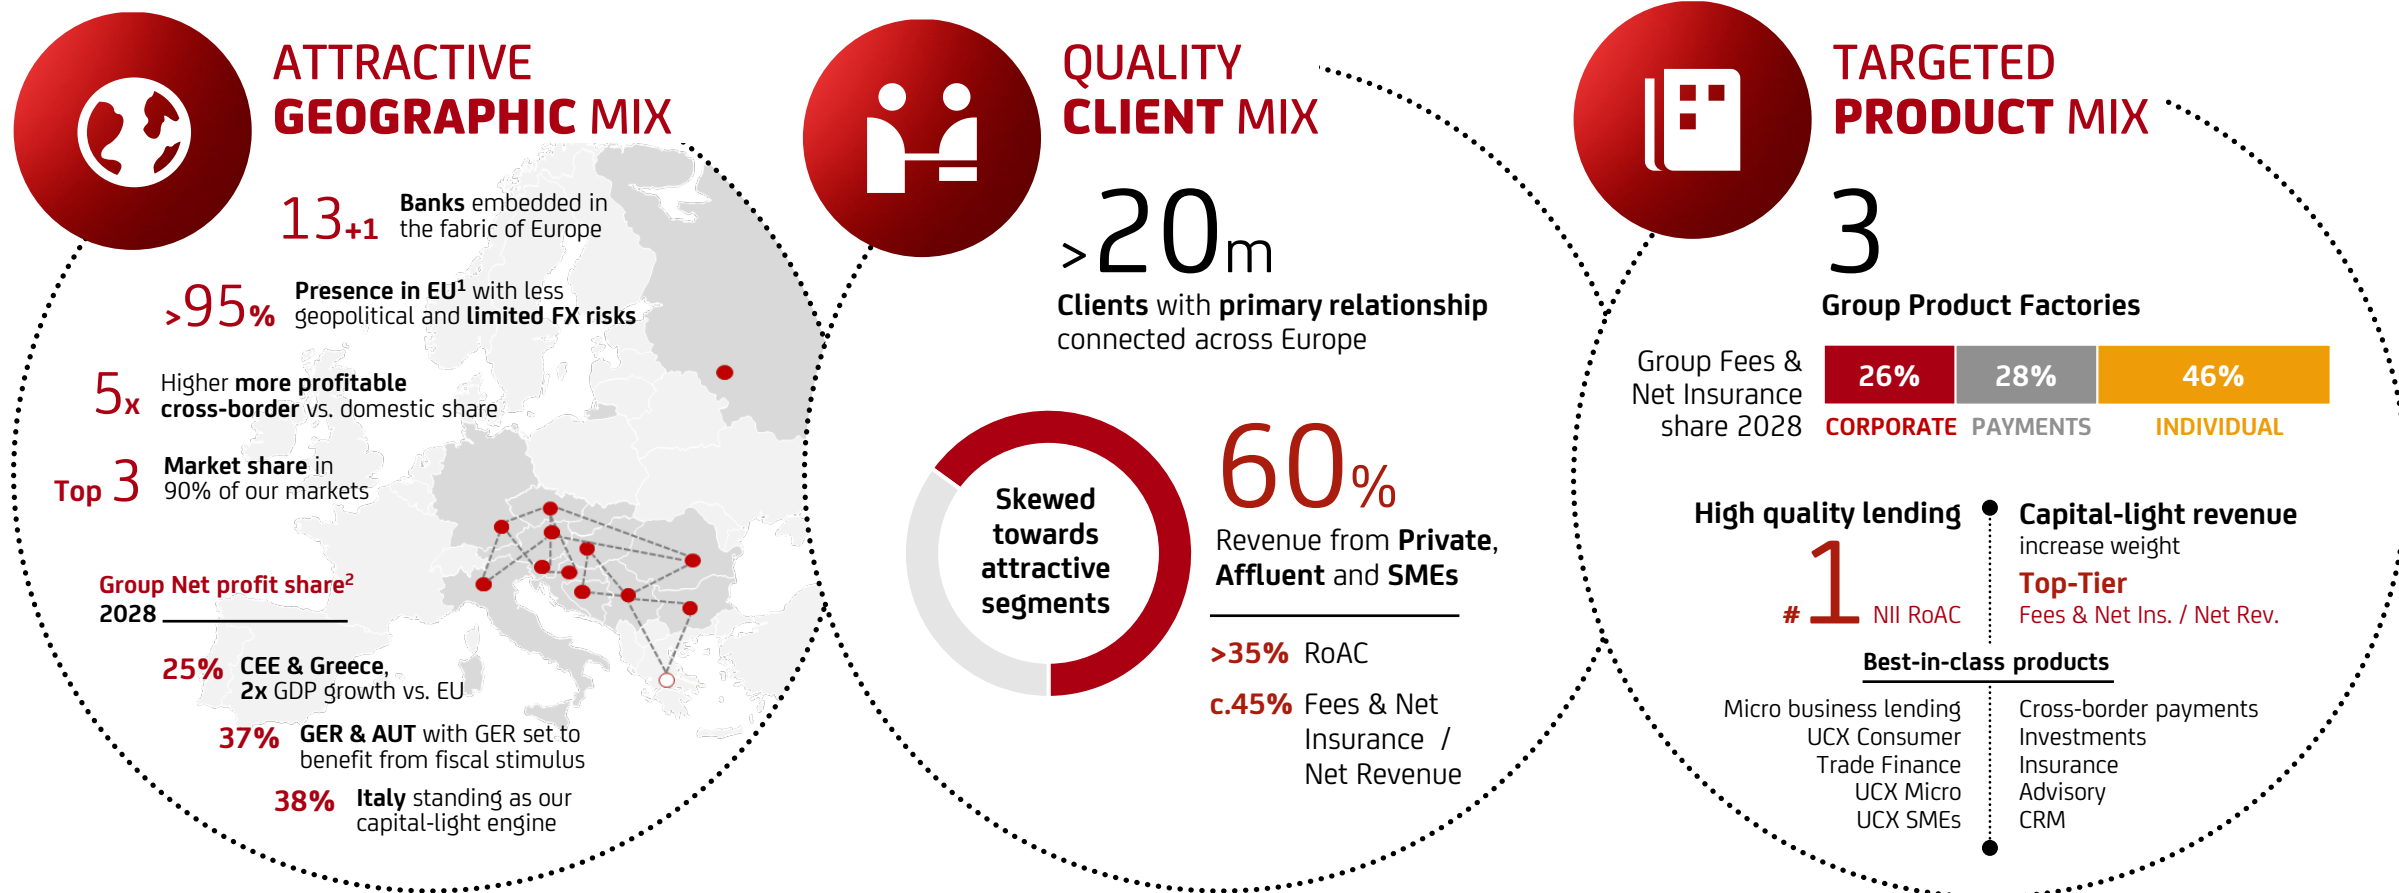 ATTRACTIVE
GEOGRAPHIC MIX
13+1
Banks embedded in
the fabric of Europe
>95%
Presence in EU¹ with less
geopolitical and limited FX risks
5x
Higher more profitable
cross-border vs. domestic share
Top 3
Market share in
90% of our markets
Group Net profit share²
2028
25%
CEE & Greece,
2x GDP growth vs. EU
37%
GER & AUT with GER set to
benefit from fiscal stimulus
38%
Italy standing as our
capital-light engine
QUALITY
CLIENT MIX
>20m
Clients with primary relationship
connected across Europe
Skewed
towards
attractive
segments
60%
Revenue from Private,
Affluent and SMEs
>35% RoAC
c.45% Fees & Net
Insurance /
Net Revenue
TARGETED
PRODUCT MIX
3
Group Product Factories
Group Fees &
Net Insurance
share 2028
26% 28% 46%
CORPORATE PAYMENTS INDIVIDUAL
High quality lending
#1 NII RoAC
Capital-light revenue
increase weight
Top-Tier
Fees & Net Ins. / Net Rev.
Best-in-class products
Micro business lending
UCX Consumer
Trade Finance
UCX Micro
UCX SMEs
Cross-border payments
Investments
Insurance
Advisory
CRM